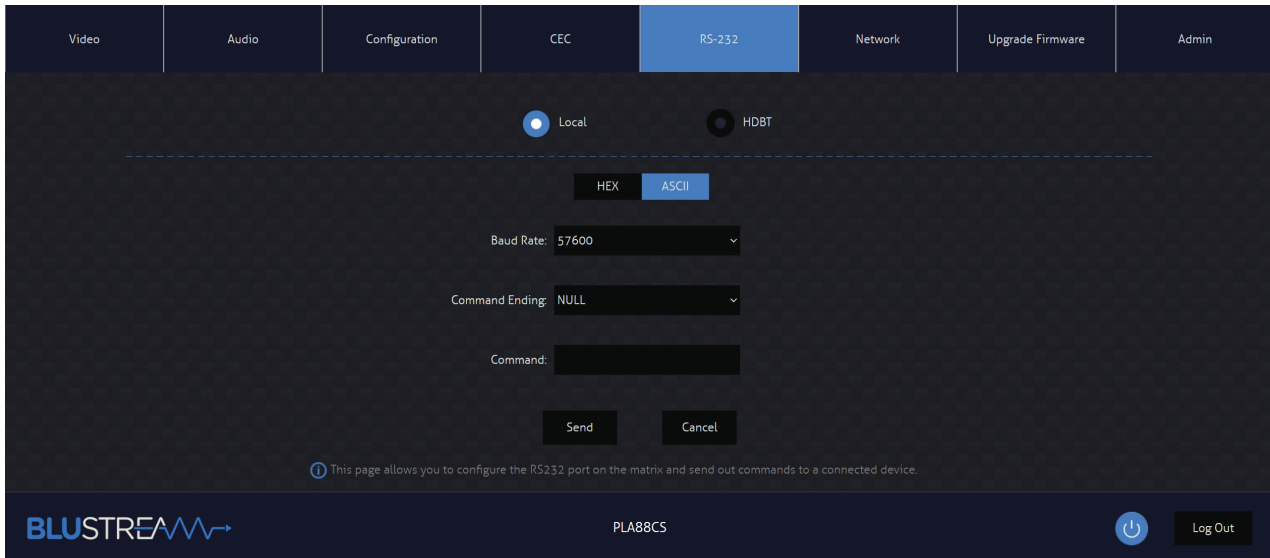 Video Audio Configuration CEC RS-232 Network Upgrade Firmware Admin
Local HDBT
HEX ASCII
Baud Rate: 57600
Command Ending: NULL
Command:
Send Cancel
This page allows you to configure the RS232 port on the matrix and send out commands to a connected device.
BLUSTREAM PLA88CS Log Out